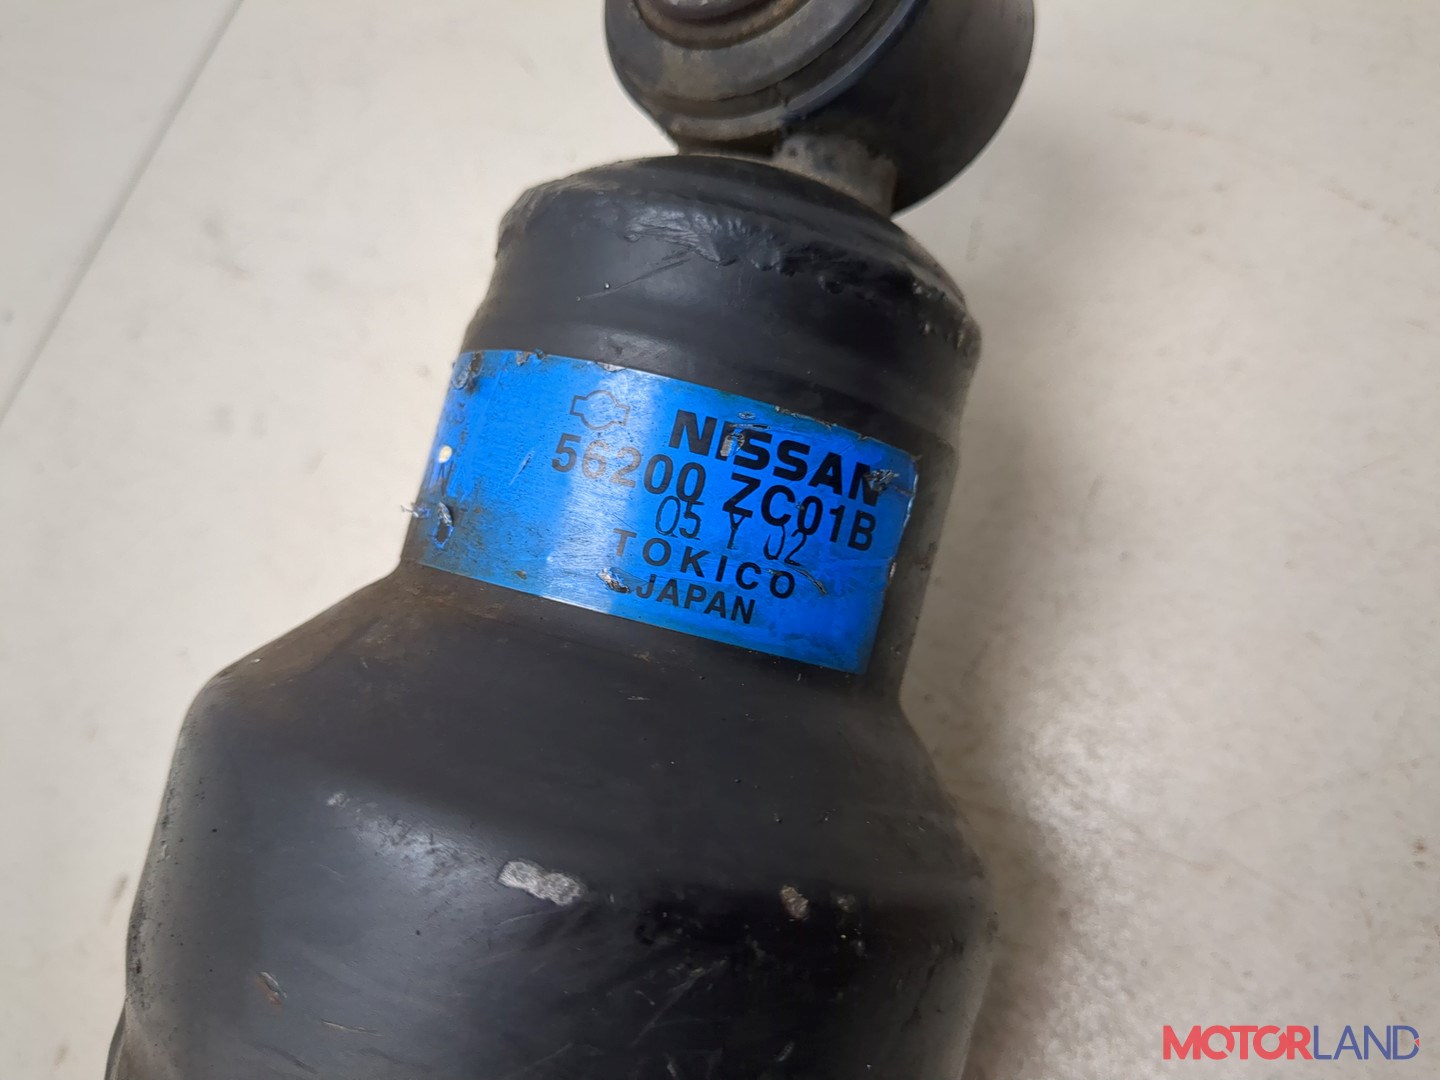 NISSAN
56200 ZC01B
05 Y 02
TOKICO
JAPAN
MOTORLAND